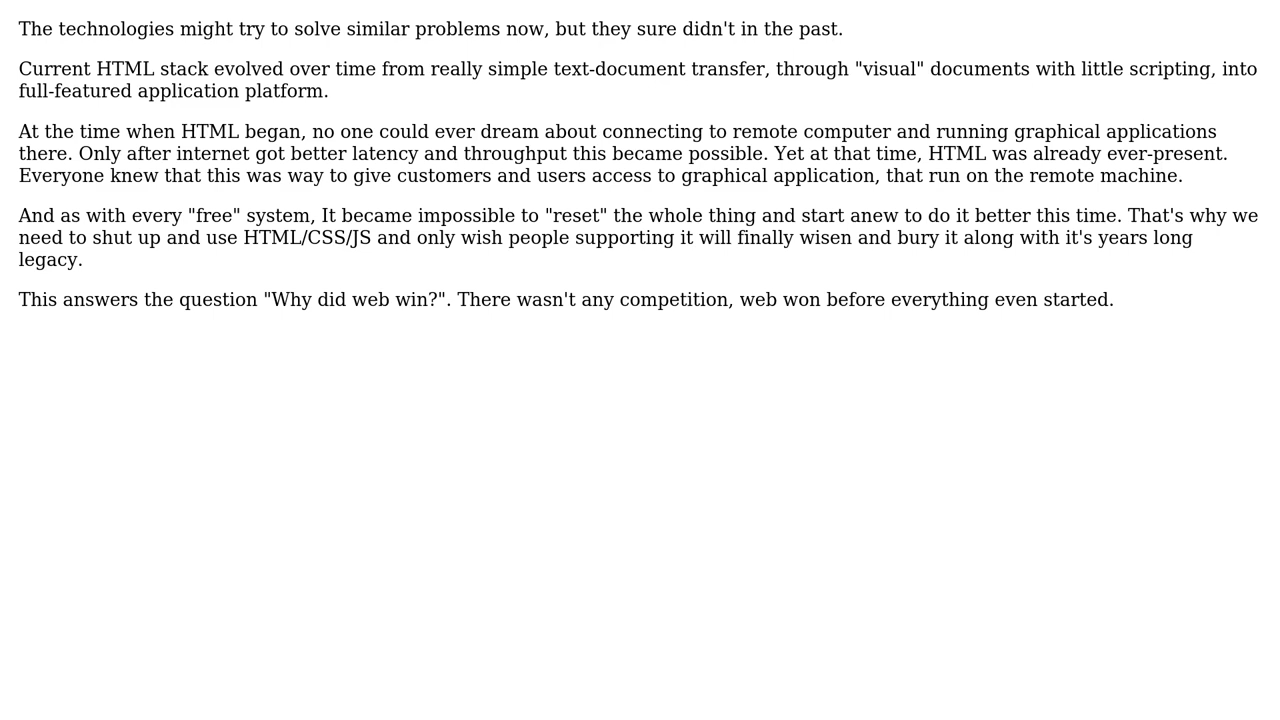 The technologies might try to solve similar problems now, but they sure didn't in the past.
Current HTML stack evolved over time from really simple text-document transfer, through "visual" documents with little scripting, into
full-featured application platform.
At the time when HTML began, no one could ever dream about connecting to remote computer and running graphical applications
there. Only after internet got better latency and throughput this became possible. Yet at that time, HTML was already ever-present.
Everyone knew that this was way to give customers and users access to graphical application, that run on the remote machine.
And as with every "free" system, It became impossible to "reset" the whole thing and start anew to do it better this time. That's why we
need to shut up and use HTML/CSS/JS and only wish people supporting it will finally wisen and bury it along with it's years long
legacy.
This answers the question "Why did web win?". There wasn't any competition, web won before everything even started.